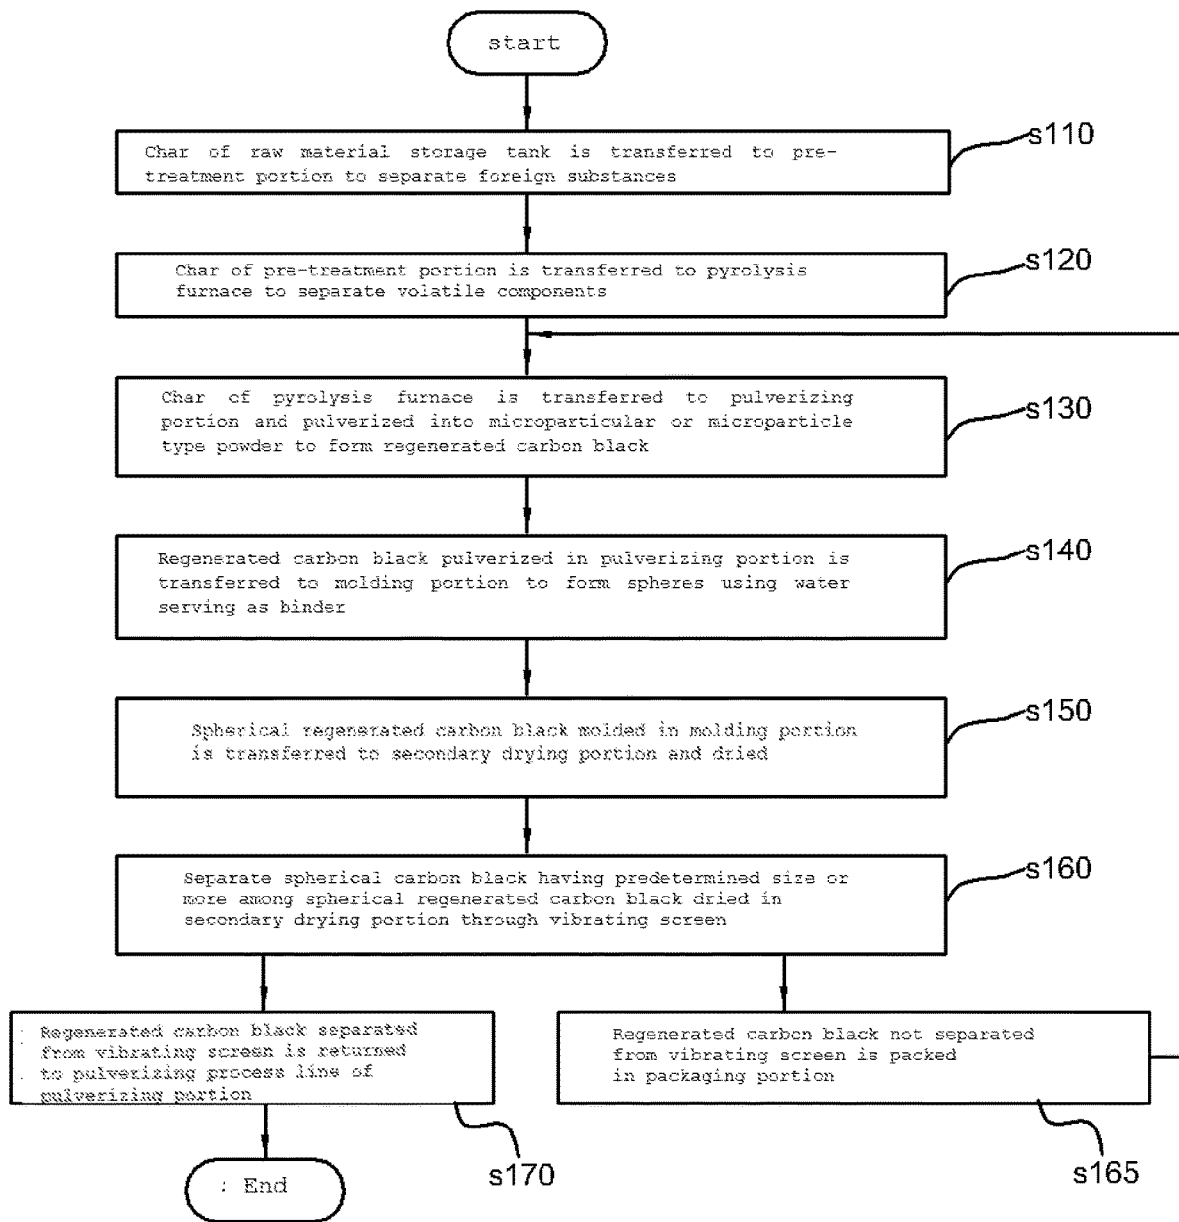 start
s110
Char of raw material storage tank is transferred to pre-
treatment portion to separate foreign substances
s120
Char of pre-treatment portion is transferred to pyrolysis
furnace to separate volatile components
s130
Char of pyrolysis furnace is transferred to pulverizing
portion and pulverized into microparticular or microparticle
type powder to form regenerated carbon black
s140
Regenerated carbon black pulverized in pulverizing portion is
transferred to molding portion to form spheres using water
serving as binder
s150
Spherical regenerated carbon black molded in molding portion
is transferred to secondary drying portion and dried
s160
Separate spherical carbon black having predetermined size or
more among spherical regenerated carbon black dried in
secondary drying portion through vibrating screen
Regenerated carbon black separated
from vibrating screen is returned
to pulverizing process line of
pulverizing portion
s170
Regenerated carbon black not separated
from vibrating screen is packed
in packaging portion
s165
: End